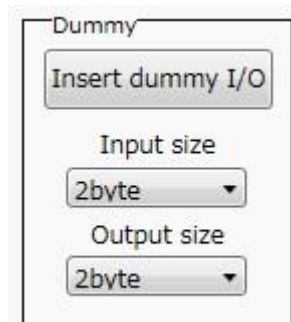 Dummy
Insert dummy I/O
Input size
2byte
Output size
2byte